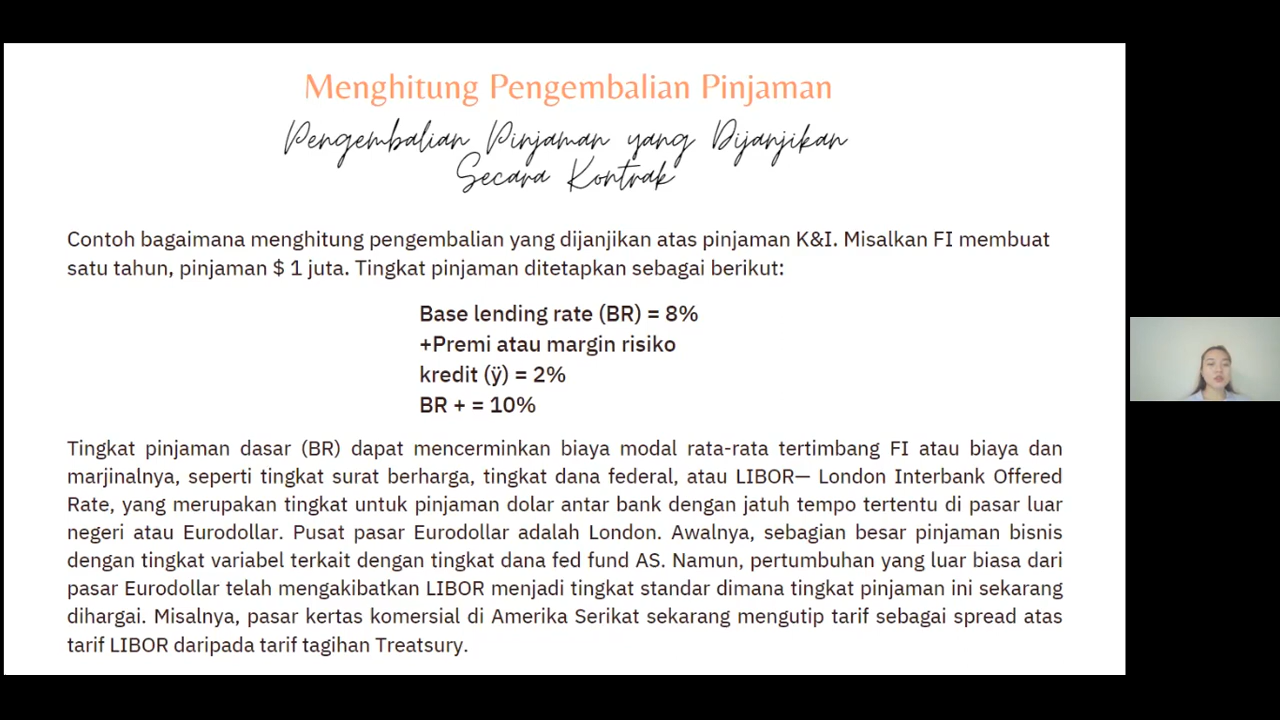 Menghitung Pengembalian Pinjaman
Pengembalian Pinjaman yang Dijanjikan
Secara Kontrak
Contoh bagaimana menghitung pengembalian yang dijanjikan atas pinjaman K&I. Misalkan FI membuat
satu tahun, pinjaman $ 1 juta. Tingkat pinjaman ditetapkan sebagai berikut:
Base lending rate (BR) = 8%
+Premi atau margin risiko
kredit (ÿ) = 2%
BR + = 10%
Tingkat pinjaman dasar (BR) dapat mencerminkan biaya modal rata-rata tertimbang FI atau biaya dan
marjinalnya, seperti tingkat surat berharga, tingkat dana federal, atau LIBOR— London Interbank Offered
Rate, yang merupakan tingkat untuk pinjaman dolar antar bank dengan jatuh tempo tertentu di pasar luar
negeri atau Eurodollar. Pusat pasar Eurodollar adalah London. Awalnya, sebagian besar pinjaman bisnis
dengan tingkat variabel terkait dengan tingkat dana fed fund AS. Namun, pertumbuhan yang luar biasa dari
pasar Eurodollar telah mengakibatkan LIBOR menjadi tingkat standar dimana tingkat pinjaman ini sekarang
dihargai. Misalnya, pasar kertas komersial di Amerika Serikat sekarang mengutip tarif sebagai spread atas
tarif LIBOR daripada tarif tagihan Treatsury.